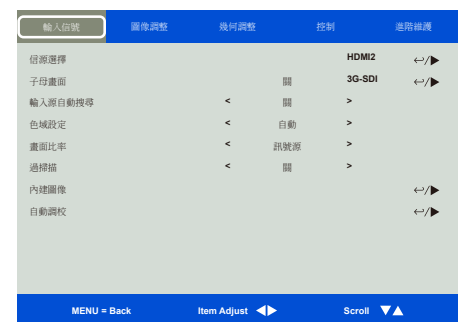 輸入信號 圖像調整 幾何調整 控制 進階維護
信源選擇 HDMI2 ↩/▶
子母畫面 關 3G-SDI ↩/▶
輸入源自動搜尋 < 關 >
色域設定 < 自動 >
畫面比率 < 訊號源 >
過掃描 < 關 >
內建圖像 ↩/▶
自動調校 ↩/▶
MENU = Back Item Adjust ◀▶ Scroll ▼▲